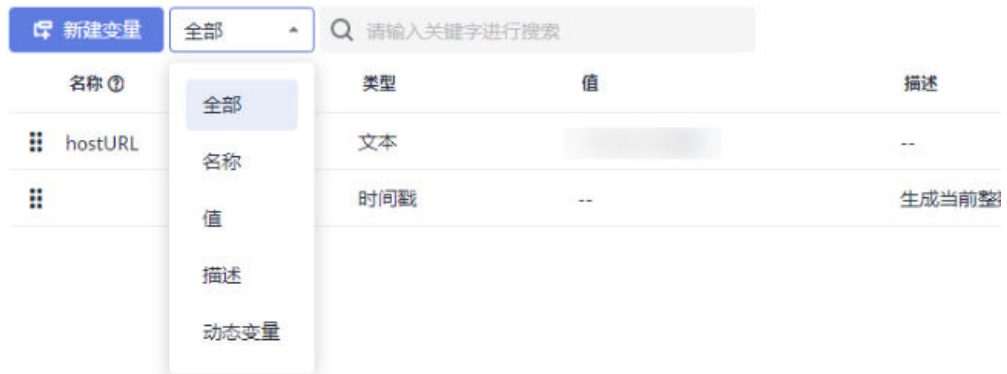 新建变量 全部 请输入关键字进行搜索
名称 类型 值 描述
全部
hostURL 文本 --
名称
时间戳 -- 生成当前整
值
描述
动态变量